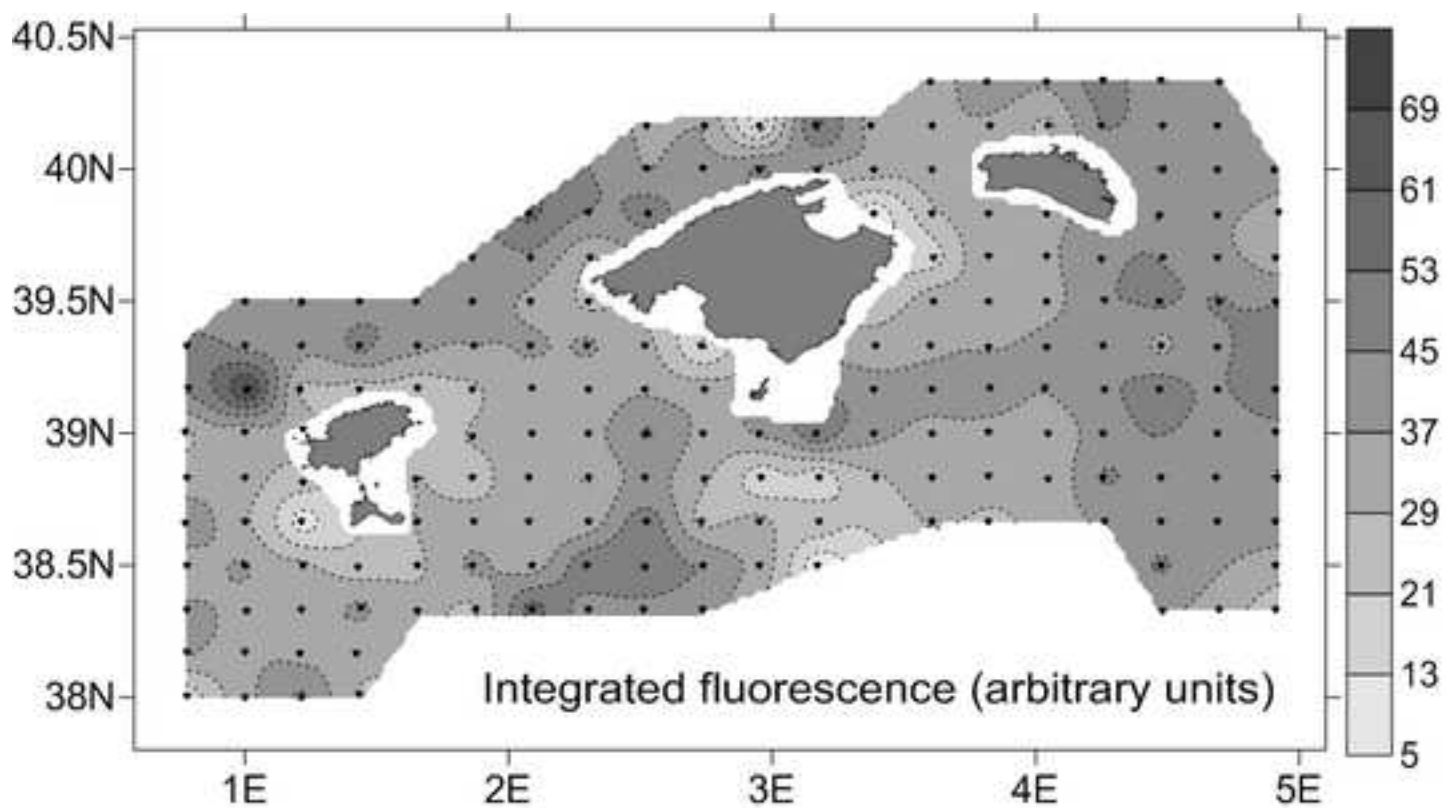 40.5N
40N
39.5N
39N
38.5N
38N
Integrated fluorescence (arbitrary units)
1E
2E
3E
4E
5E
69
61
53
45
37
29
21
13
5